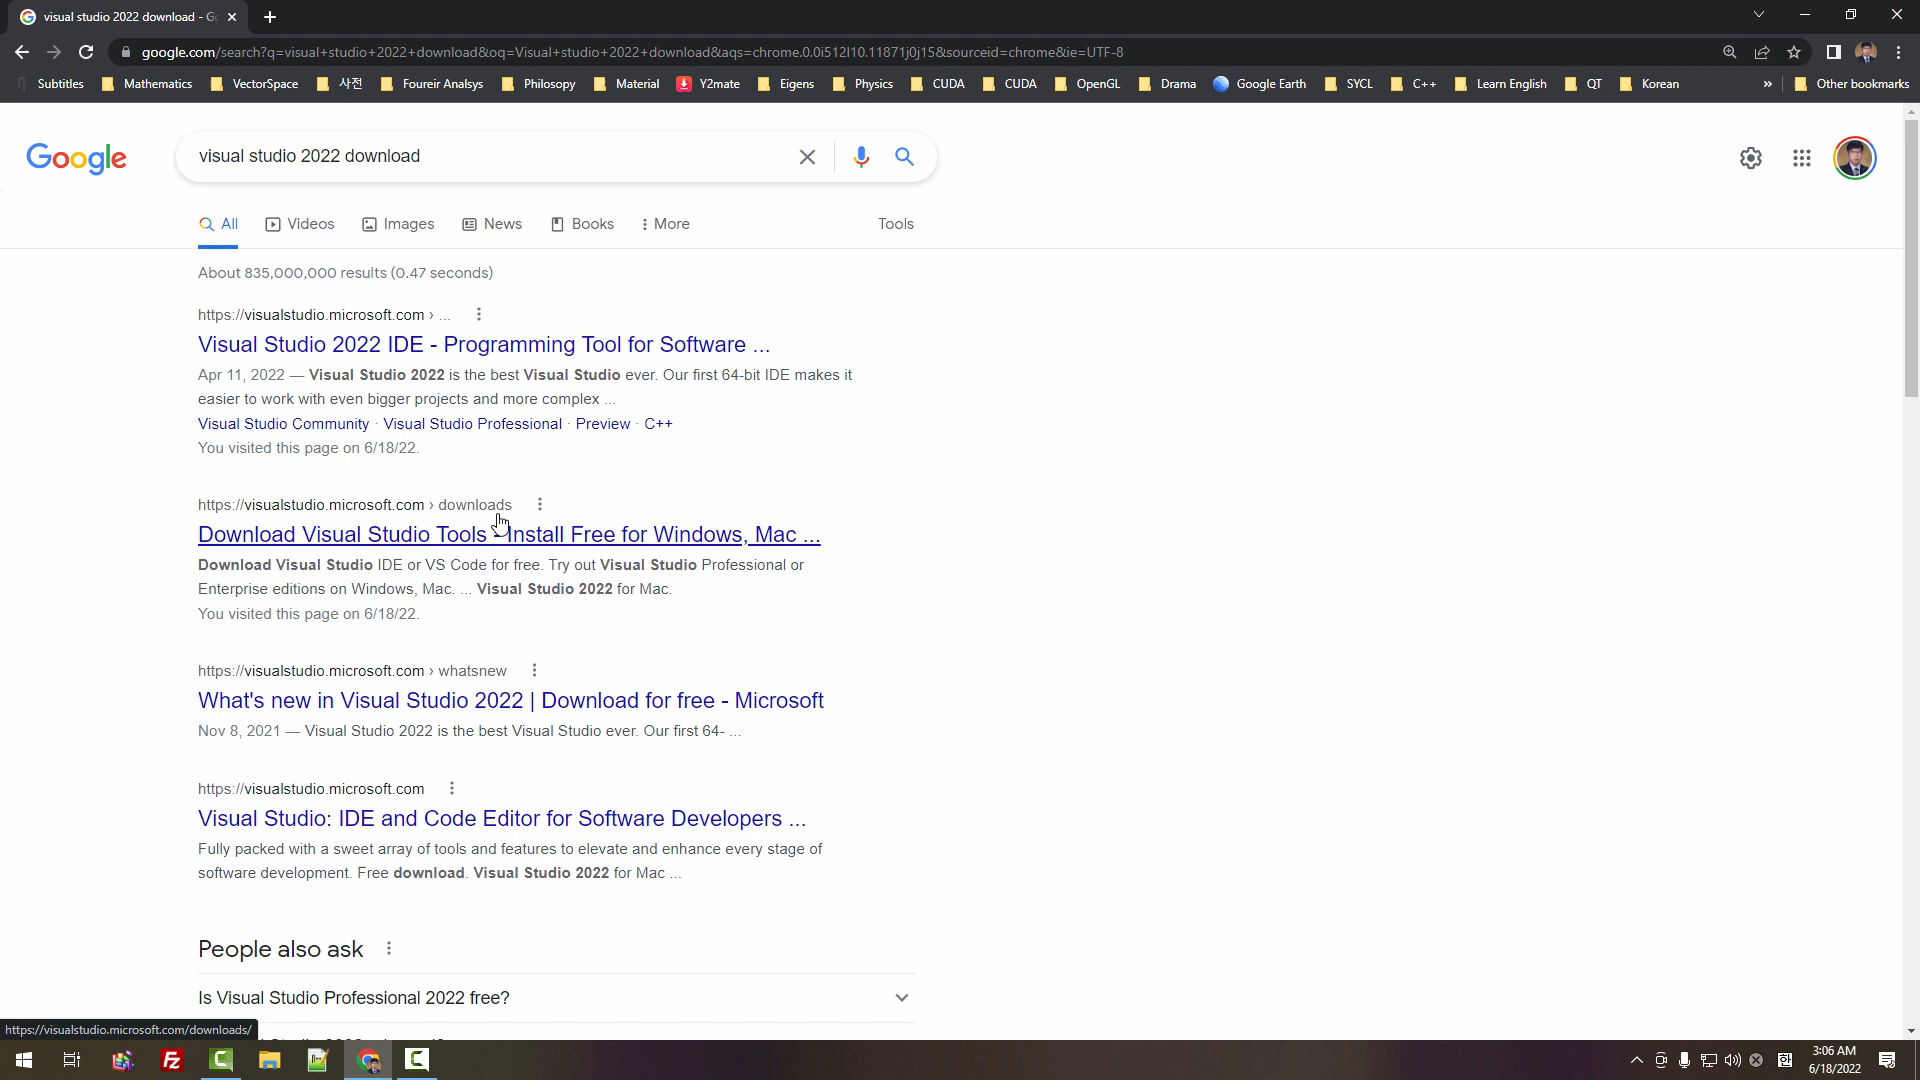 visual studio 2022 download - Go
google.com/search?q=visual+studio+2022+download&oq=Visual+studio+2022+download&aqs=chrome.0.0i512l10.11871j0j15&sourceid=chrome&ie=UTF-8
Subtitles Mathematics VectorSpace 사전 Foureir Analsys Philosopy Material Y2mate Eigens Physics CUDA CUDA OpenGL Drama Google Earth SYCL C++ Learn English QT Korean » Other bookmarks
Google visual studio 2022 download
All Videos Images News Books More Tools
About 835,000,000 results (0.47 seconds)
https://visualstudio.microsoft.com › ...
Visual Studio 2022 IDE - Programming Tool for Software ...
Apr 11, 2022 — Visual Studio 2022 is the best Visual Studio ever. Our first 64-bit IDE makes it
easier to work with even bigger projects and more complex ...
Visual Studio Community · Visual Studio Professional · Preview · C++
You visited this page on 6/18/22.
https://visualstudio.microsoft.com › downloads
Download Visual Studio Tools - Install Free for Windows, Mac ...
Download Visual Studio IDE or VS Code for free. Try out Visual Studio Professional or
Enterprise editions on Windows, Mac. ... Visual Studio 2022 for Mac.
You visited this page on 6/18/22.
https://visualstudio.microsoft.com › whatsnew
What's new in Visual Studio 2022 | Download for free - Microsoft
Nov 8, 2021 — Visual Studio 2022 is the best Visual Studio ever. Our first 64- ...
https://visualstudio.microsoft.com
Visual Studio: IDE and Code Editor for Software Developers ...
Fully packed with a sweet array of tools and features to elevate and enhance every stage of
software development. Free download. Visual Studio 2022 for Mac ...
People also ask
Is Visual Studio Professional 2022 free?
https://visualstudio.microsoft.com/downloads/
Fz
3:06 AM
6/18/2022